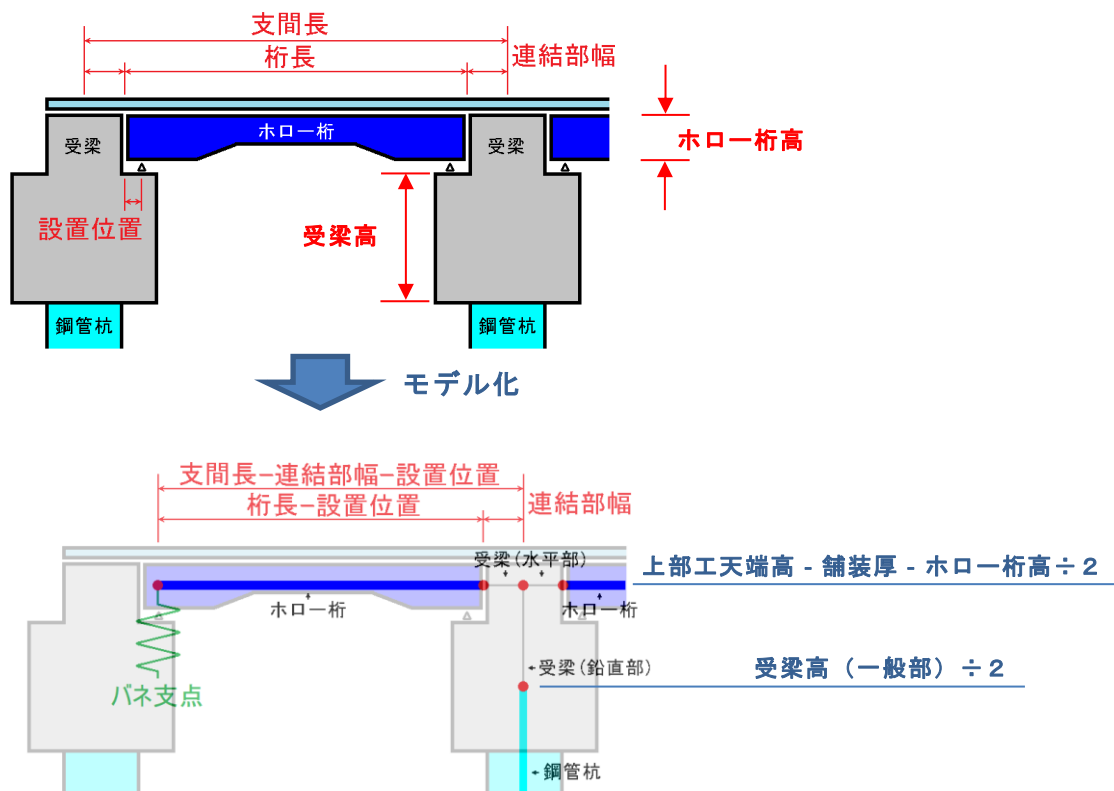 支間長
桁長
連結部幅
受梁
ホロー桁
受梁
ホロー桁高
設置位置
受梁高
鋼管杭
鋼管杭
モデル化
支間長−連結部幅−設置位置
桁長−設置位置
連結部幅
受梁(水平部)
上部工天端高 - 舗装厚 - ホロー桁高÷2
ホロー桁
ホロー桁
受梁(鉛直部)
受梁高（一般部）÷2
バネ支点
鋼管杭